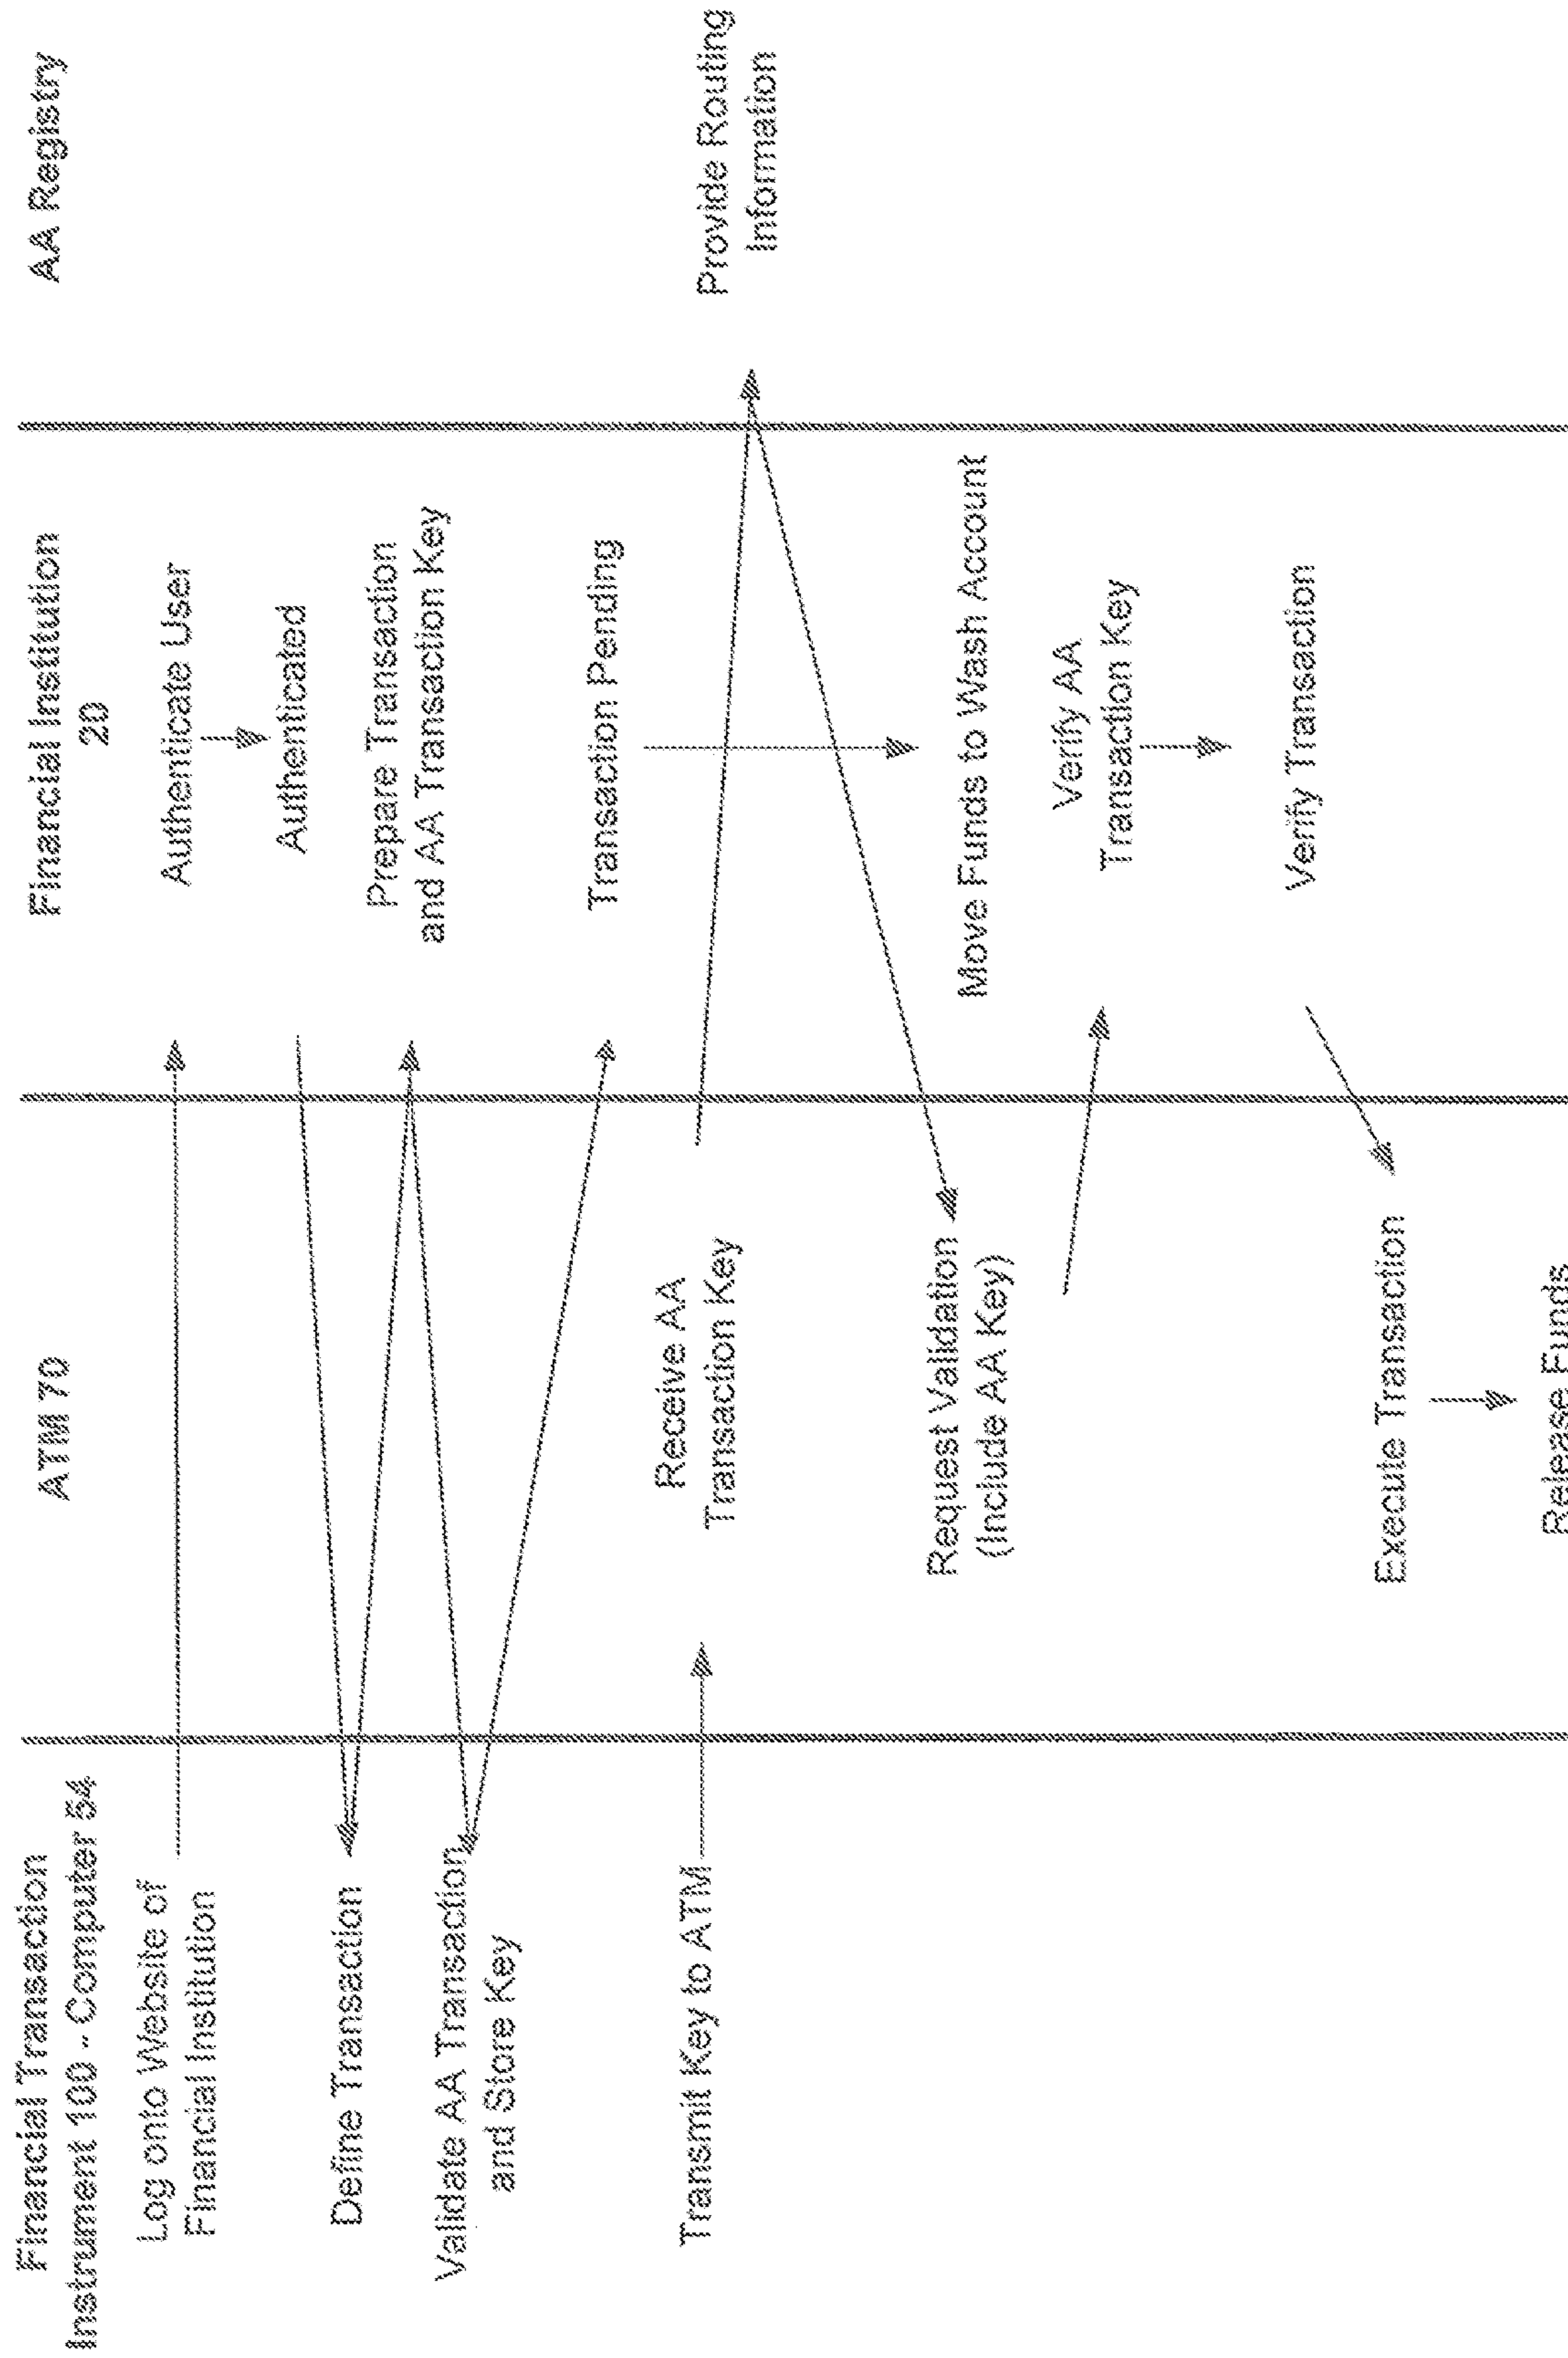 Financial Transaction
Instrument 100 - Computer 54
ATM 70
Financial Institution
20
AA Registry
Log onto Website of
Financial Institution
Authenticate User
Authenticated
Define Transaction
Prepare Transaction
and AA Transaction Key
Validate AA Transaction
and Store Key
Transaction Pending
Transmit Key to ATM
Receive AA
Transaction Key
Provide Routing
Information
Request Validation
(Include AA Key)
Move Funds to Wash Account
Verify AA
Transaction Key
Verify Transaction
Execute Transaction
Release Funds